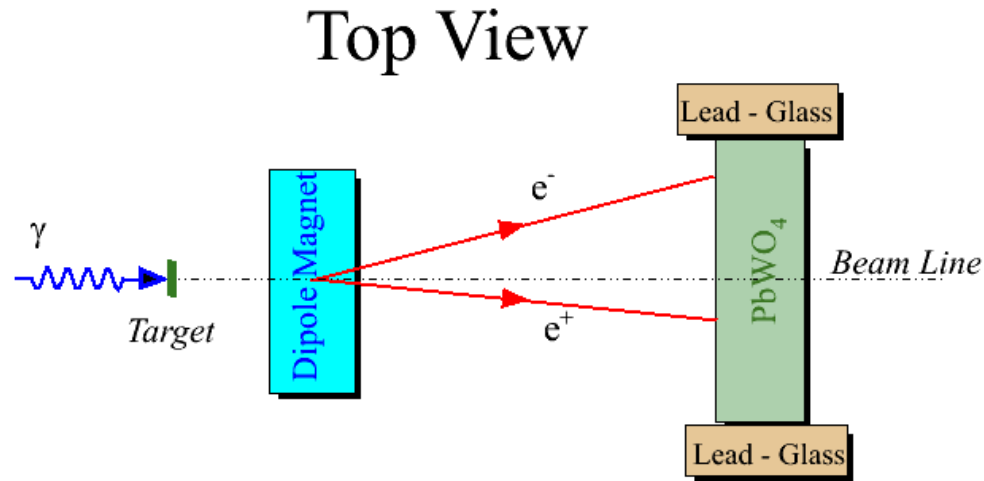 Top View
Lead - Glass
e⁻
γ
Dipole Magnet
PbWO₄
Beam Line
Target
e⁺
Lead - Glass